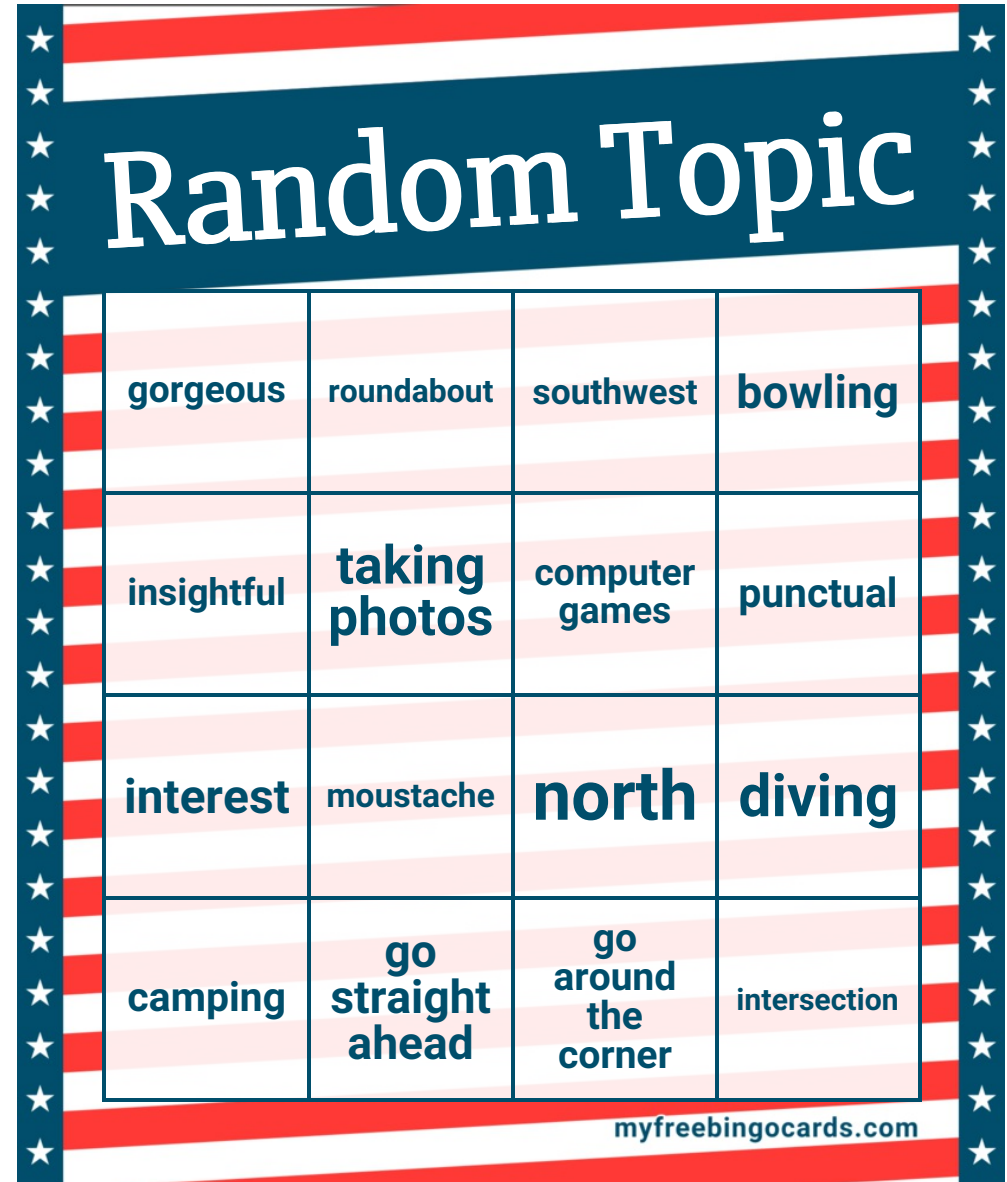 Random Topic
gorgeous
roundabout
southwest
bowling
insightful
taking
photos
computer
games
punctual
interest
moustache
north
diving
camping
go
straight
ahead
go
around
the
corner
intersection
myfreebingocards.com